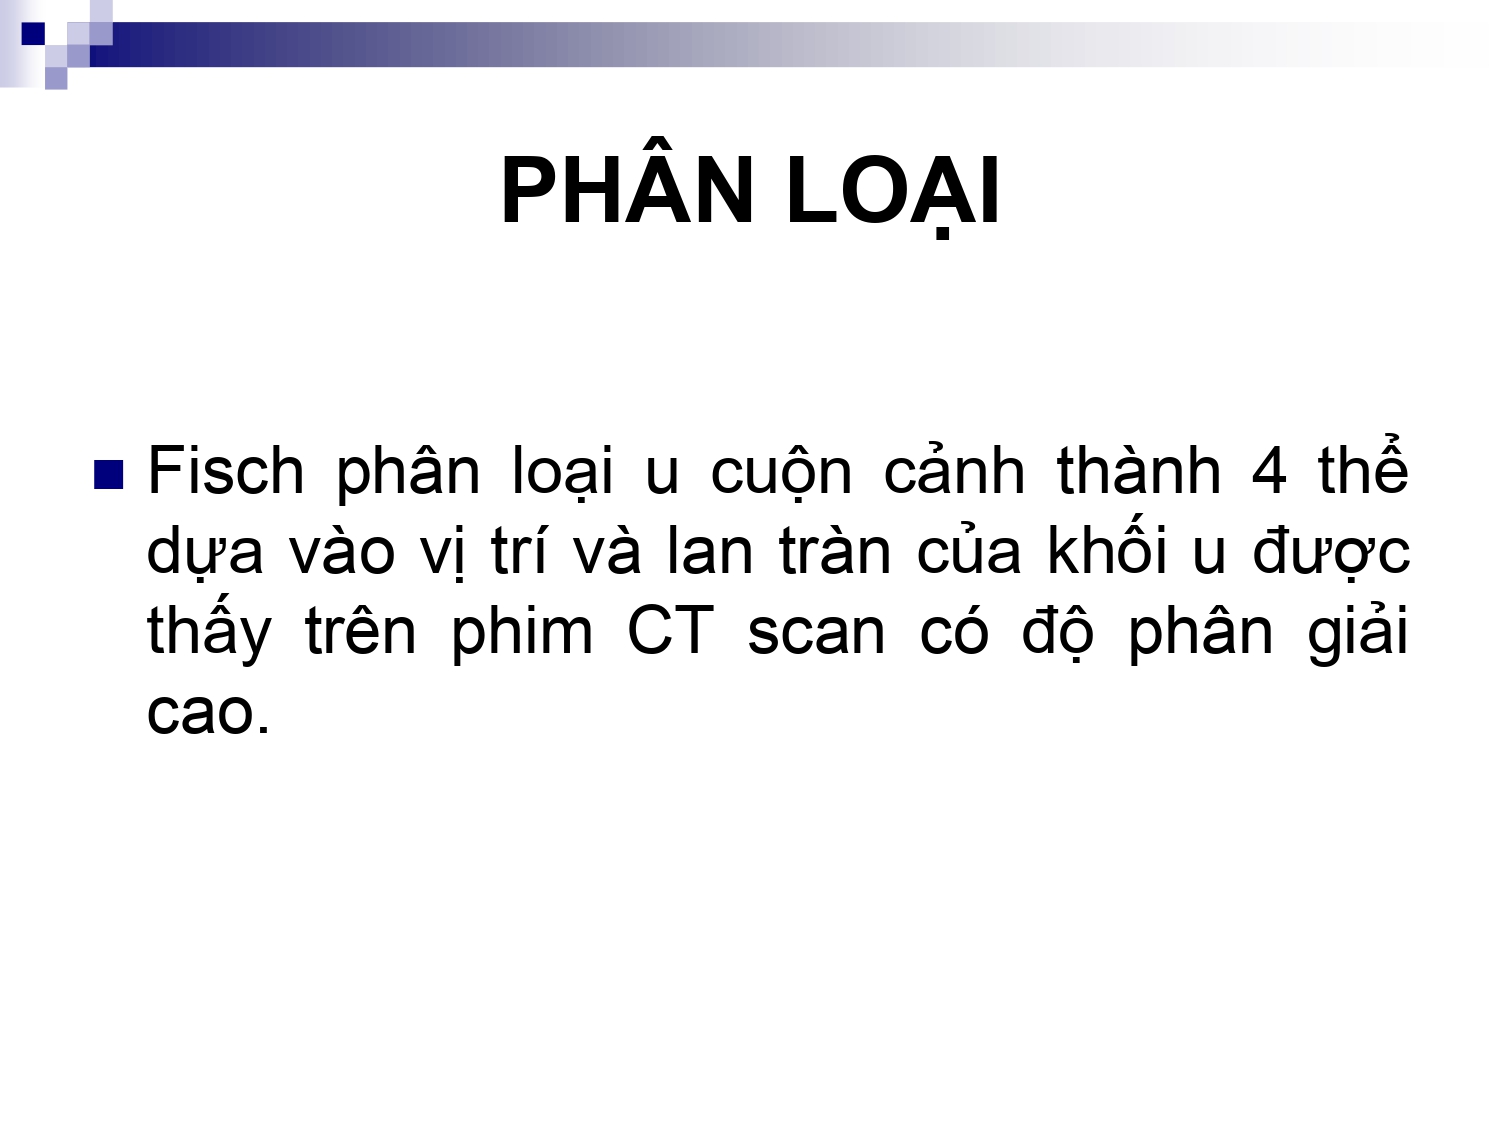 PHÂN LOẠI
Fisch phân loại u cuộn cảnh thành 4 thể
dựa vào vị trí và lan tràn của khối u được
thấy trên phim CT scan có độ phân giải
cao.